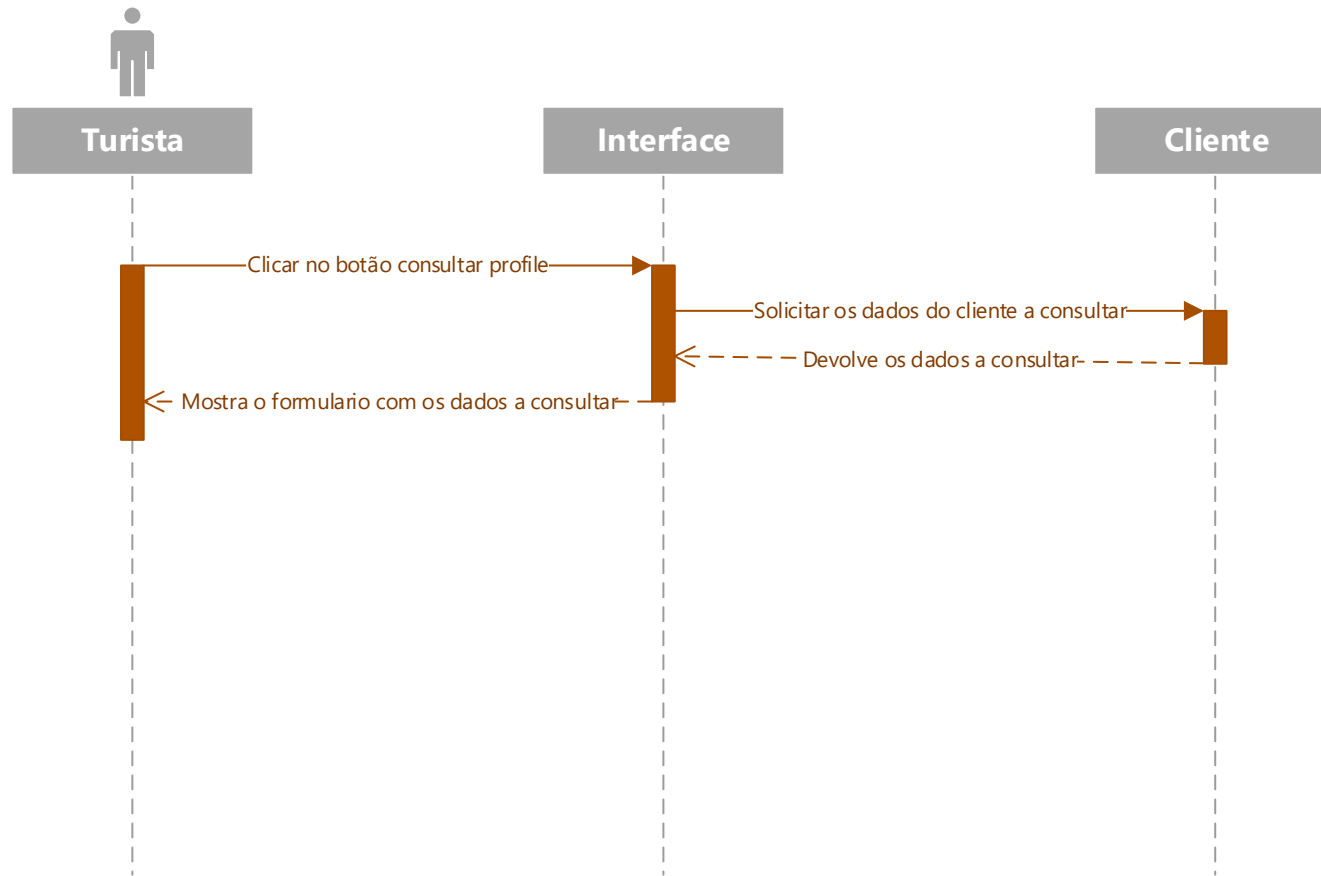 Turista
Interface
Cliente
Clicar no botão consultar profile
Solicitar os dados do cliente a consultar
Devolve os dados a consultar
Mostra o formulario com os dados a consultar